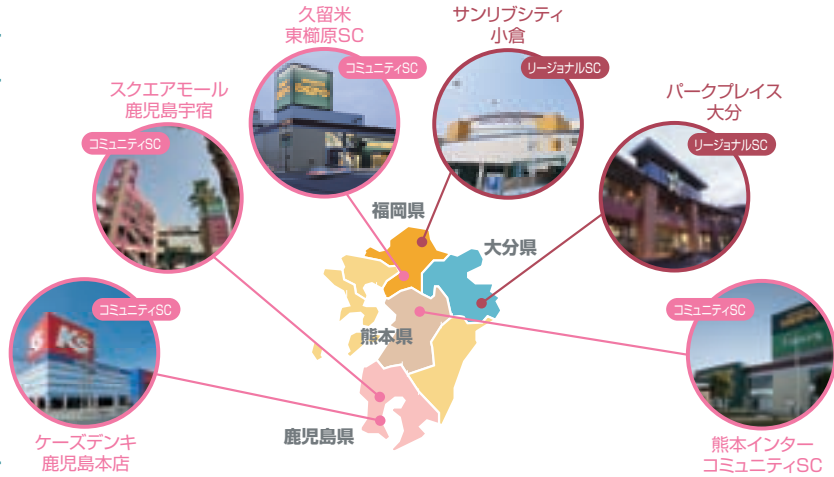 久留米
東櫛原SC
コミュニティSC
サンリブシティ
小倉
リージョナルSC
スクエアモール
鹿児島宇宿
コミュニティSC
パークプレイス
大分
リージョナルSC
福岡県
大分県
コミュニティSC
K's
熊本県
コミュニティSC
鹿児島県
ケーズデンキ
鹿児島本店
熊本インター
コミュニティSC